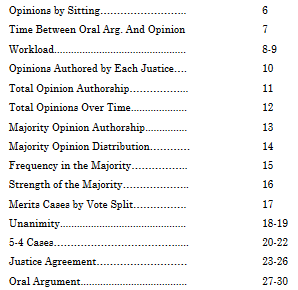 Opinions by Sitting…………………… 6
Time Between Oral Arg. And Opinion 7
Workload............................................... 8-9
Opinions Authored by Each Justice…. 10
Total Opinion Authorship……………….. 11
Total Opinions Over Time.................... 12
Majority Opinion Authorship............... 13
Majority Opinion Distribution………… 14
Frequency in the Majority…………….. 15
Strength of the Majority……………….. 16
Merits Cases by Vote Split…………….. 17
Unanimity............................................. 18-19
5-4 Cases…………………………………….. 20-22
Justice Agreement……………………… 23-26
Oral Argument...................................... 27-30